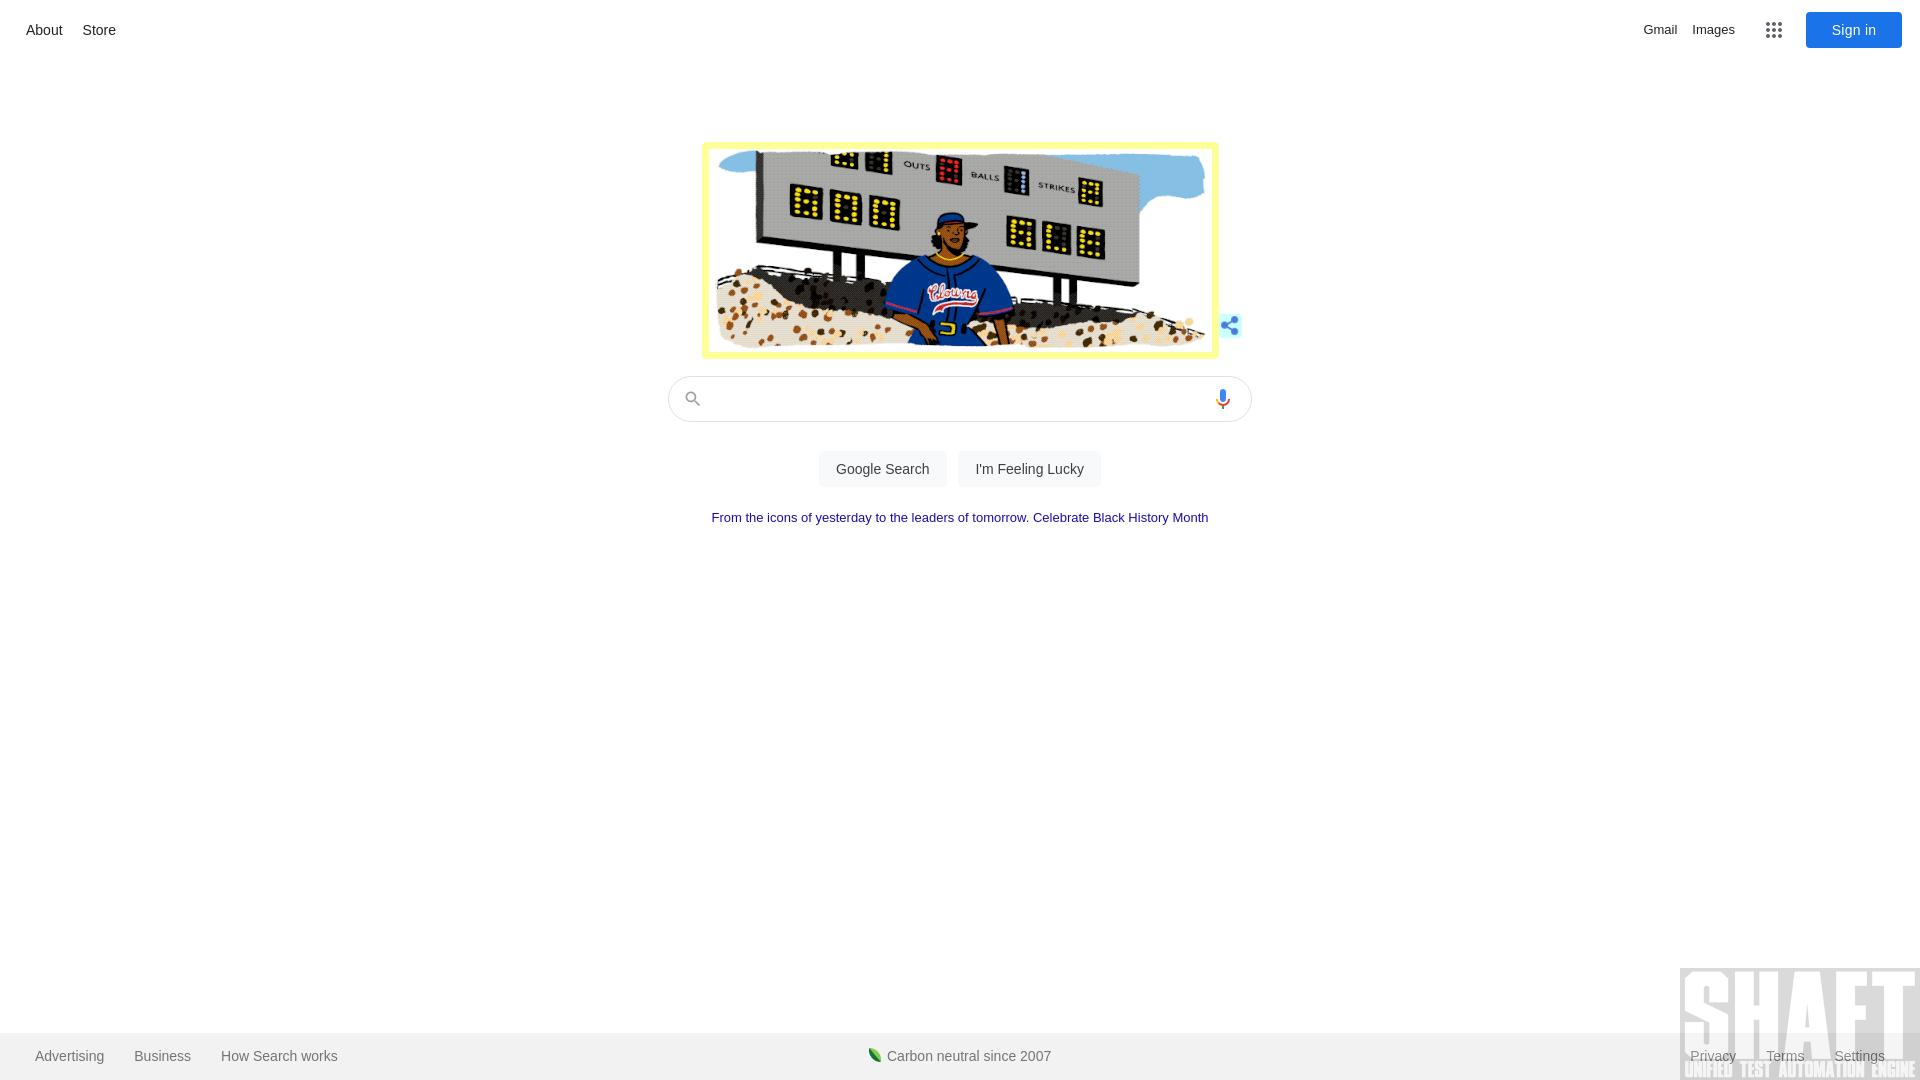 About Store
Gmail Images
Sign in
OUTS BALLS STRIKES
Clowns
Google Search I'm Feeling Lucky
From the icons of yesterday to the leaders of tomorrow. Celebrate Black History Month
Advertising Business How Search works
Carbon neutral since 2007
Privacy Terms Settings
SHAFT
UNIFIED TEST AUTOMATION ENGINE